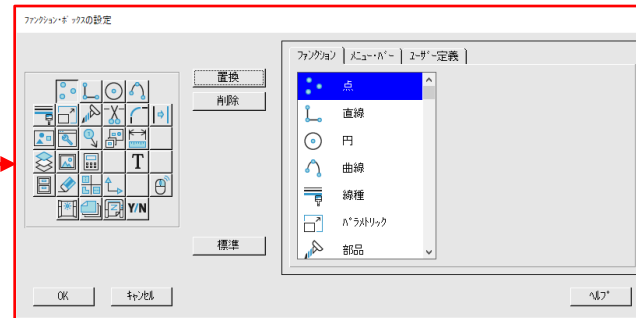 ファンクション・ボックスの設定
置換
削除
標準
OK
キャンセル
T
Y/N
ファンクション
メニュー・バー
ユーザー定義
点
直線
円
曲線
線種
パラメトリック
部品
ヘルプ